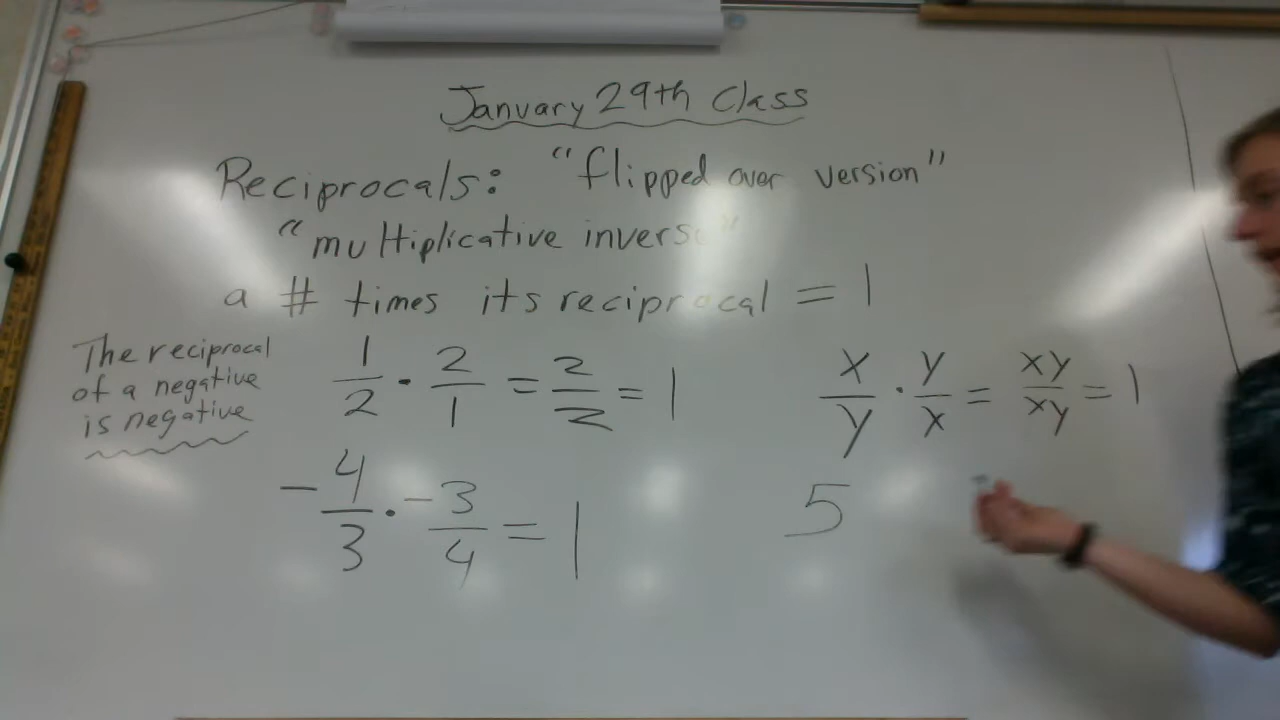 January 29th Class
Reciprocals: "flipped over version"
"multiplicative inverse"
a # times its reciprocal = 1
The reciprocal
of a negative
is negative
1/2 · 2/1 = 2/2 = 1
x/y · y/x = xy/xy = 1
-4/3 · -3/4 = 1
5